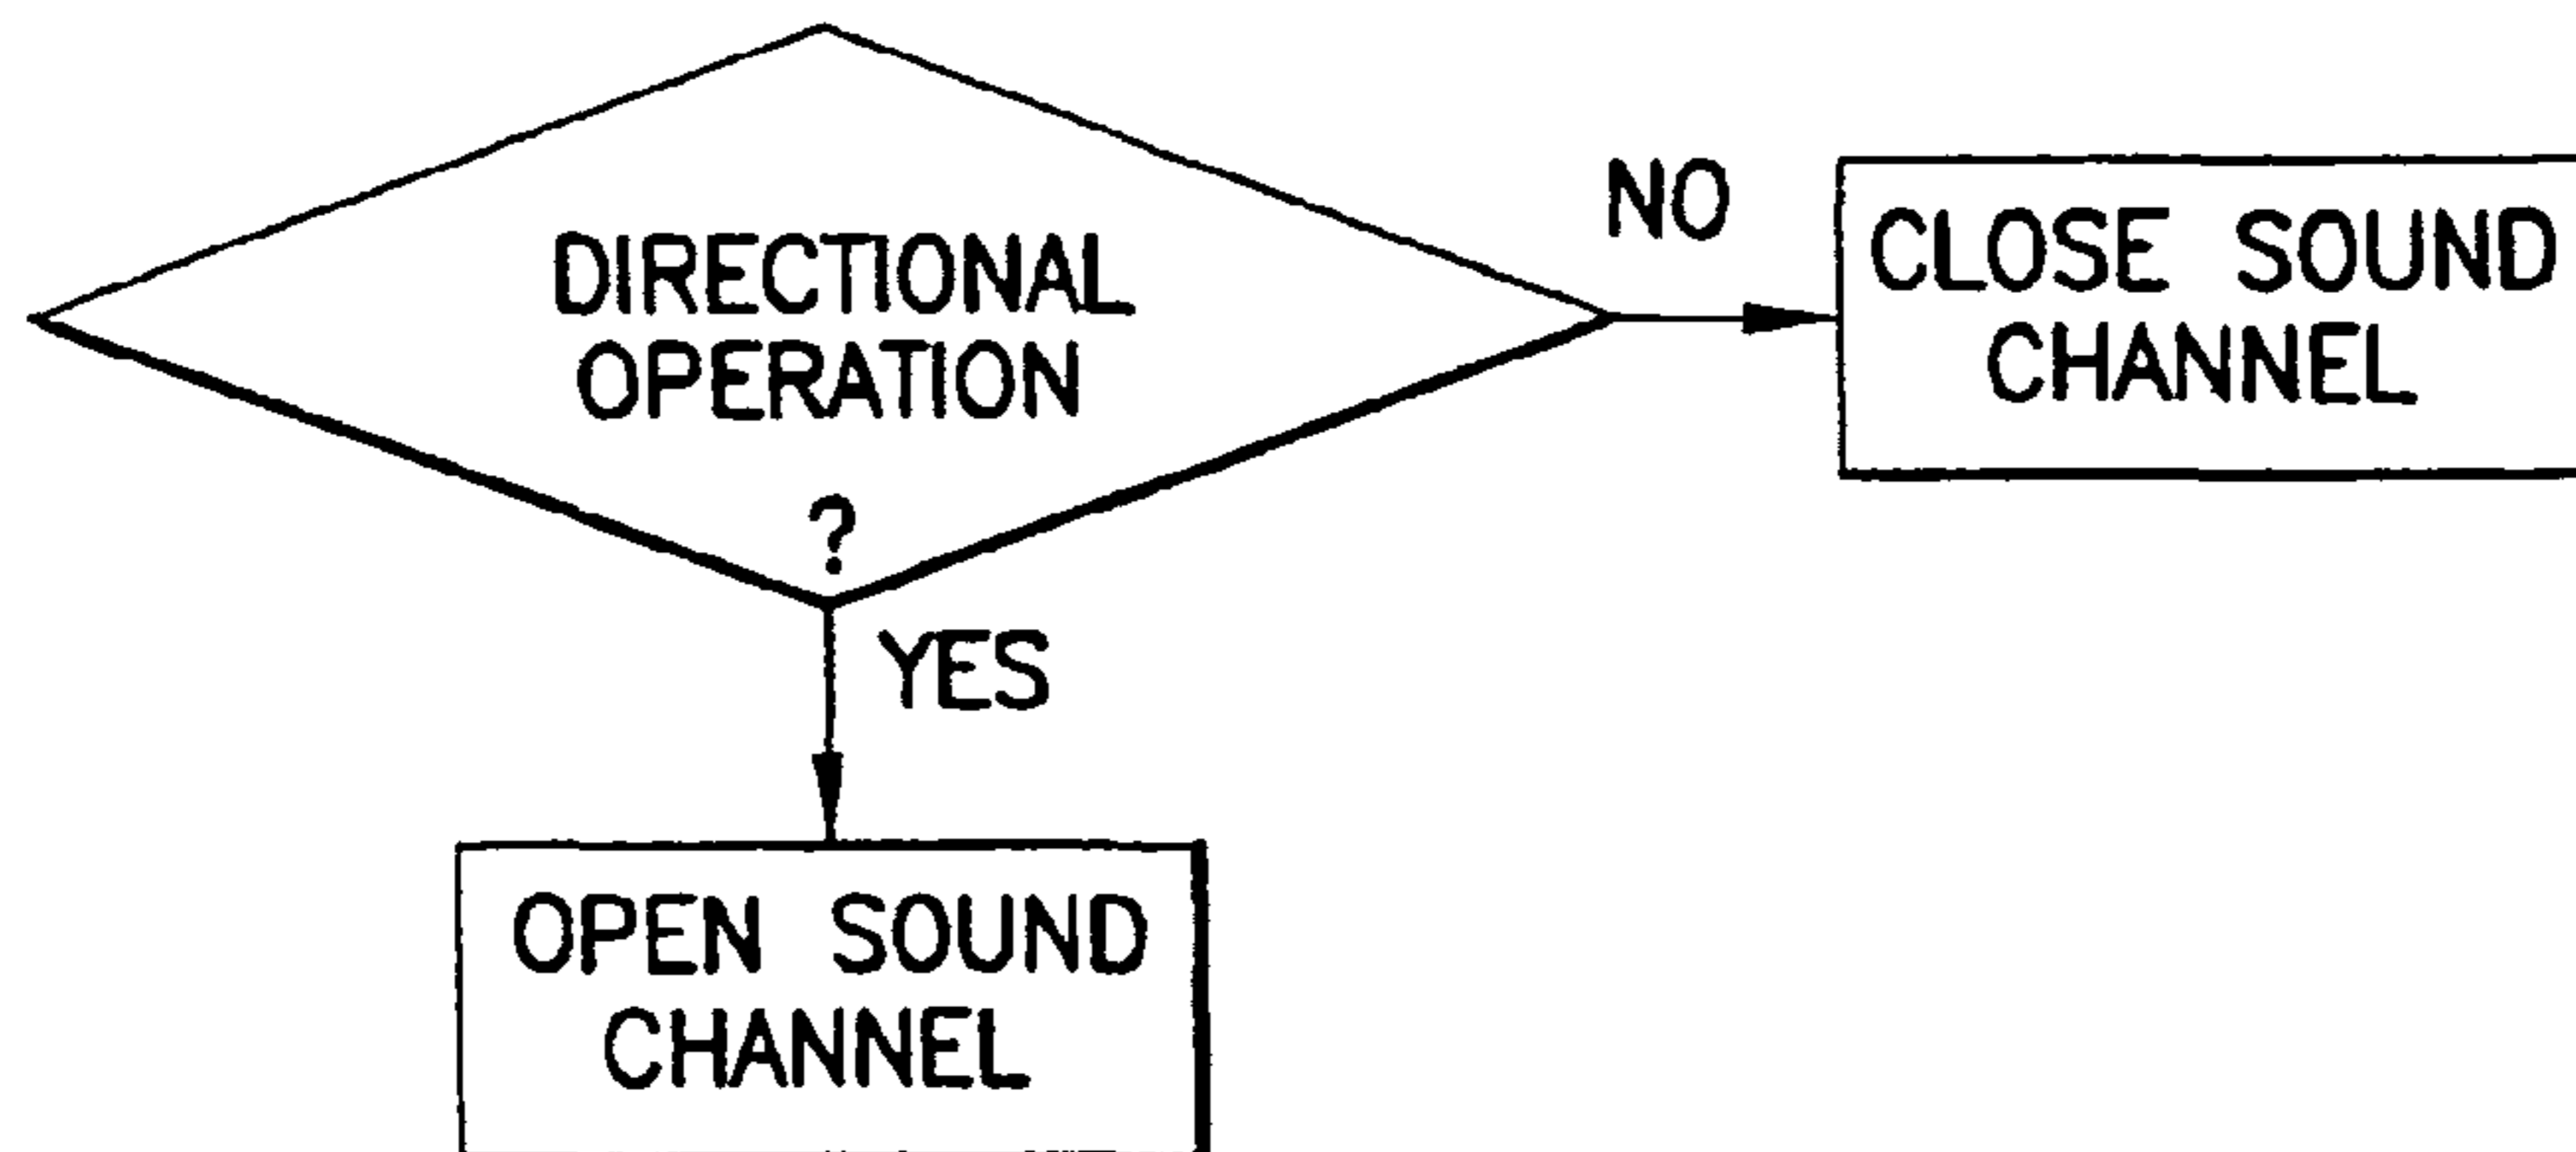 DIRECTIONAL
OPERATION
?
NO
CLOSE SOUND
CHANNEL
YES
OPEN SOUND
CHANNEL